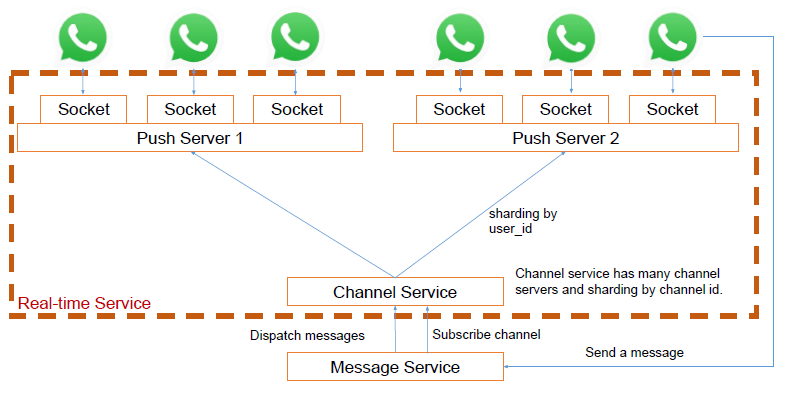 Socket
Socket
Socket
Socket
Socket
Socket
Push Server 1
Push Server 2
sharding by
user_id
Channel service has many channel
servers and sharding by channel id.
Channel Service
Real-time Service
Dispatch messages
Subscribe channel
Send a message
Message Service